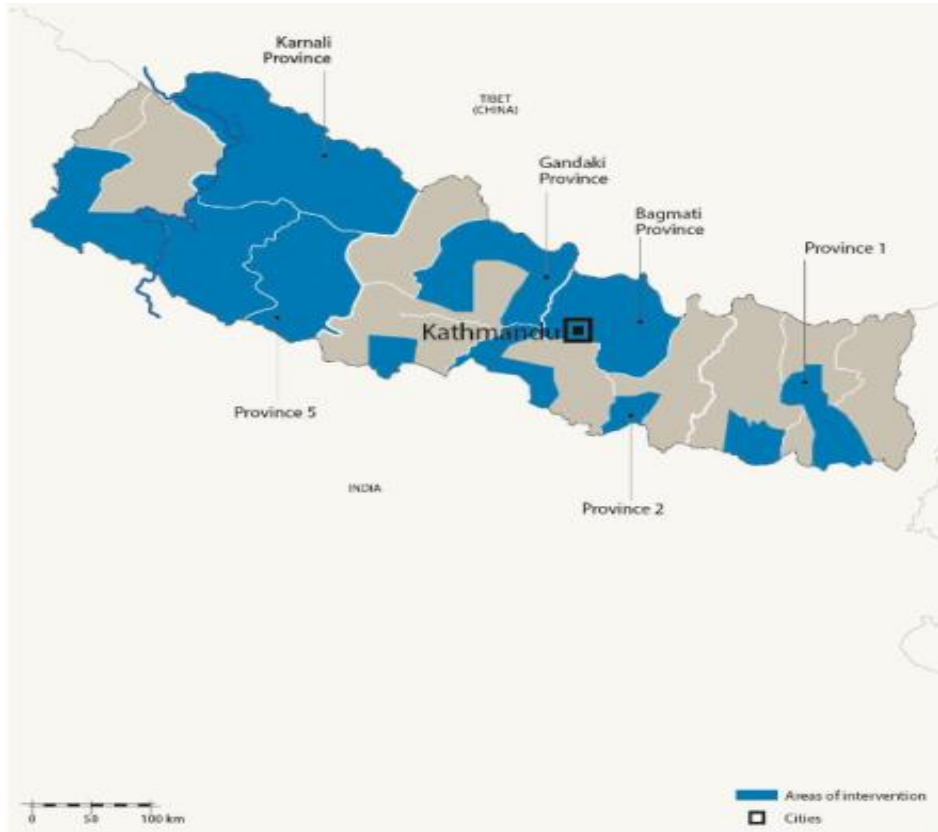 Karnali
Province
TIBET
(CHINA)
Gandaki
Province
Bagmati
Province
Province 1
Kathmandu
Province 5
INDIA
Province 2
0 50 100 km
Areas of intervention
Cities